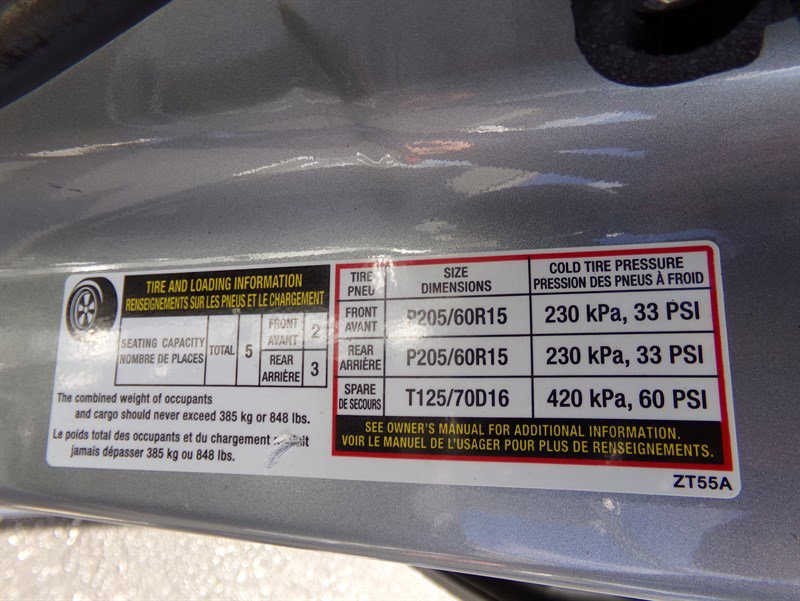 TIRE AND LOADING INFORMATION
RENSEIGNEMENTS SUR LES PNEUS ET LE CHARGEMENT
SEATING CAPACITY
NOMBRE DE PLACES
TOTAL
5
FRONT
AVANT
2
REAR
ARRIÈRE
3
The combined weight of occupants
and cargo should never exceed 385 kg or 848 lbs.
Le poids total des occupants et du chargement
jamais dépasser 385 kg ou 848 lbs.
TIRE
PNEU
SIZE
DIMENSIONS
COLD TIRE PRESSURE
PRESSION DES PNEUS À FROID
FRONT
AVANT
P205/60R15
230 kPa, 33 PSI
REAR
ARRIÈRE
P205/60R15
230 kPa, 33 PSI
SPARE
DE SECOURS
T125/70D16
420 kPa, 60 PSI
SEE OWNER'S MANUAL FOR ADDITIONAL INFORMATION.
VOIR LE MANUEL DE L'USAGER POUR PLUS DE RENSEIGNEMENTS.
ZT55A